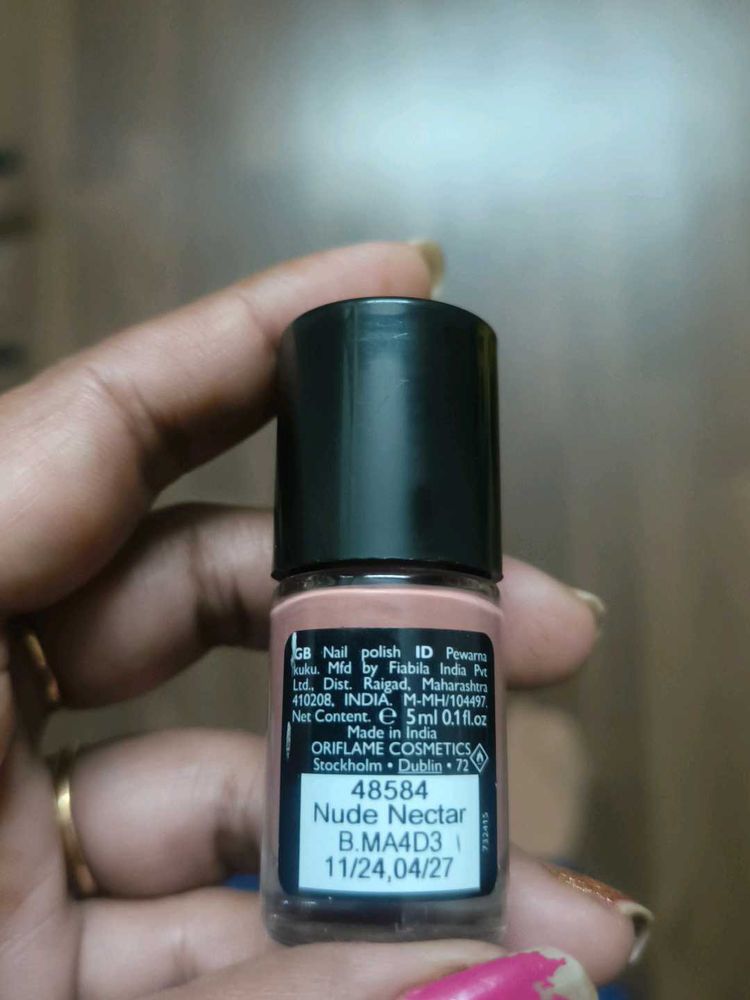 GB Nail polish ID Pewarna
kuku. Mfd by Fiabila India Pvt
Ltd., Dist. Raigad, Maharashtra
410208, INDIA. M-MH/104497.
Net Content. ℮ 5ml 0.1fl.oz
Made in India
ORIFLAME COSMETICS
Stockholm • Dublin • 72
48584
Nude Nectar
B.MA4D3
11/24,04/27
732415